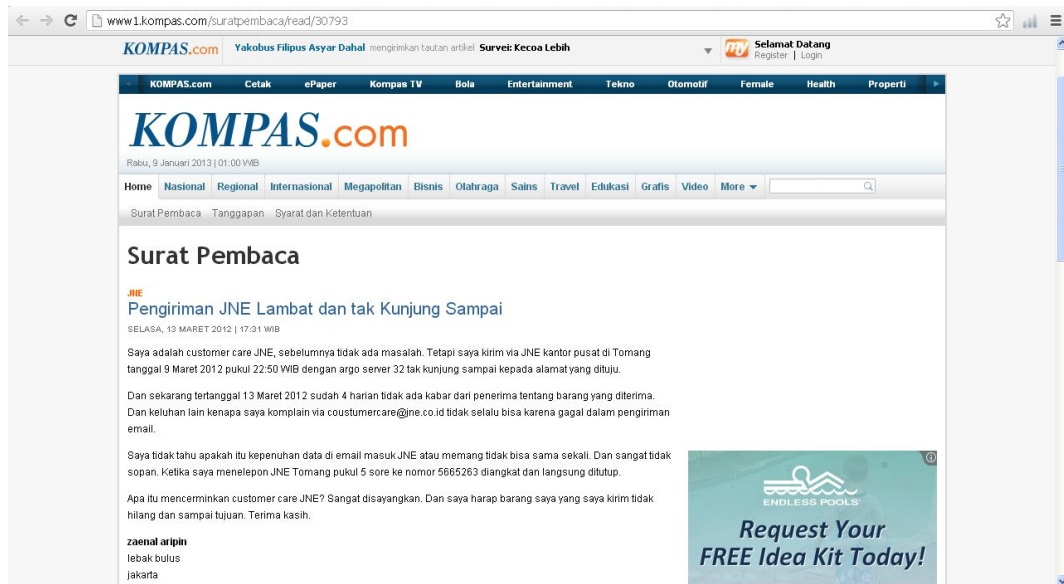 www1.kompas.com/suratpembaca/read/30793
KOMPAS.com Yakobus Filipus Asyar Dahal mengirimkan tautan artikel Survei: Kecoa Lebih
my Selamat Datang
Register | Login
KOMPAS.com Cetak ePaper Kompas TV Bola Entertainment Tekno Otomotif Female Health Properti
KOMPAS.com
Rabu, 9 Januari 2013 | 01:00 WIB
Home Nasional Regional Internasional Megapolitan Bisnis Olahraga Sains Travel Edukasi Grafis Video More
Surat Pembaca Tanggapan Syarat dan Ketentuan
Surat Pembaca
JNE
Pengiriman JNE Lambat dan tak Kunjung Sampai
SELASA, 13 MARET 2012 | 17:31 WIB
Saya adalah customer care JNE, sebelumnya tidak ada masalah. Tetapi saya kirim via JNE kantor pusat di Tomang
tanggal 9 Maret 2012 pukul 22:50 WIB dengan argo server 32 tak kunjung sampai kepada alamat yang dituju.
Dan sekarang tertanggal 13 Maret 2012 sudah 4 harian tidak ada kabar dari penerima tentang barang yang diterima.
Dan keluhan lain kenapa saya komplain via coustumercare@jne.co.id tidak selalu bisa karena gagal dalam pengiriman
email.
Saya tidak tahu apakah itu kepenuhan data di email masuk JNE atau memang tidak bisa sama sekali. Dan sangat tidak
sopan. Ketika saya menelepon JNE Tomang pukul 5 sore ke nomor 5665263 diangkat dan langsung ditutup.
Apa itu mencerminkan customer care JNE? Sangat disayangkan. Dan saya harap barang saya yang saya kirim tidak
hilang dan sampai tujuan. Terima kasih.
zaenal aripin
lebak bulus
jakarta
ENDLESS POOLS
Request Your
FREE Idea Kit Today!